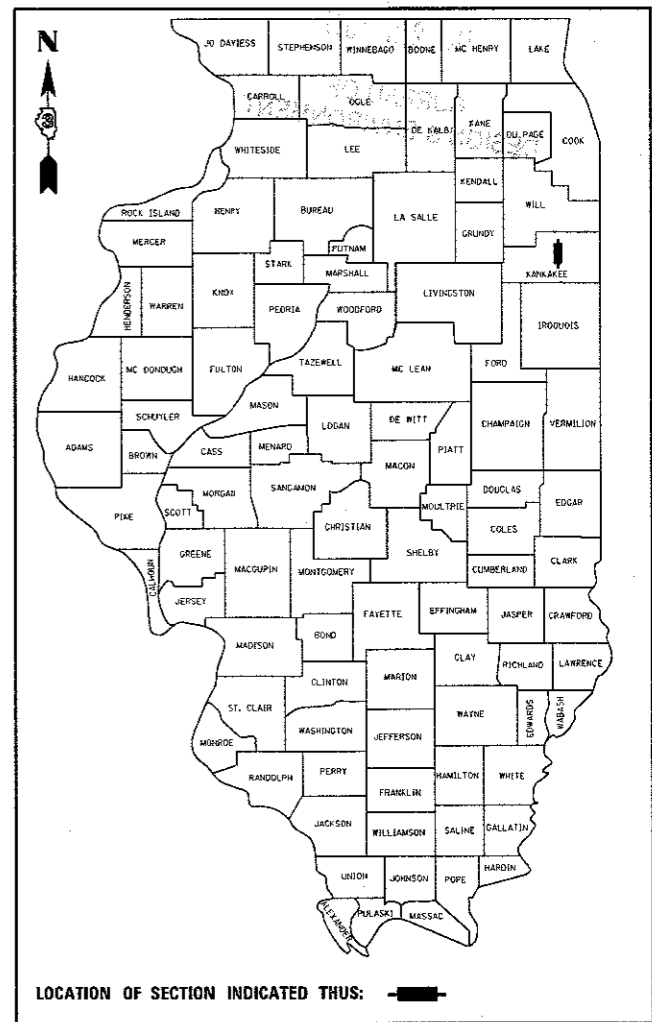 N
JO DAVIESS STEPHENSON WINNEBAGO BOONE MC HENRY LAKE
CARROLL OGLE DE KALB KANE DU PAGE COOK
WHITESIDE LEE
KENDALL WILL
ROCK ISLAND HENRY BUREAU LA SALLE GRUNDY
MERCER PUTNAM
STARK MARSHALL KANKAKEE
HENDERSON WARREN KNOX PEORIA WOODFORD LIVINGSTON IROQUOIS
HANCOCK MC DONOUGH FULTON TAZEWELL MC LEAN FORD
SCHUYLER MASON LOGAN DE WITT CHAMPAIGN VERMILION
ADAMS BROWN CASS MENARD MACON PIATT
PIKE SCOTT MORGAN SANGAMON CHRISTIAN MOULTRIE DOUGLAS EDGAR
COLES
GREENE MACOUPIN MONTGOMERY SHELBY CUMBERLAND CLARK
CALHOUN JERSEY FAYETTE EFFINGHAM JASPER CRAWFORD
MADISON BOND
CLINTON MARION CLAY RICHLAND LAWRENCE
ST. CLAIR WASHINGTON JEFFERSON WAYNE EDWARDS WABASH
MONROE
RANDOLPH PERRY FRANKLIN HAMILTON WHITE
JACKSON WILLIAMSON SALINE GALLATIN
UNION JOHNSON POPE HARDIN
ALEXANDER PULASKI MASSAC
LOCATION OF SECTION INDICATED THUS: